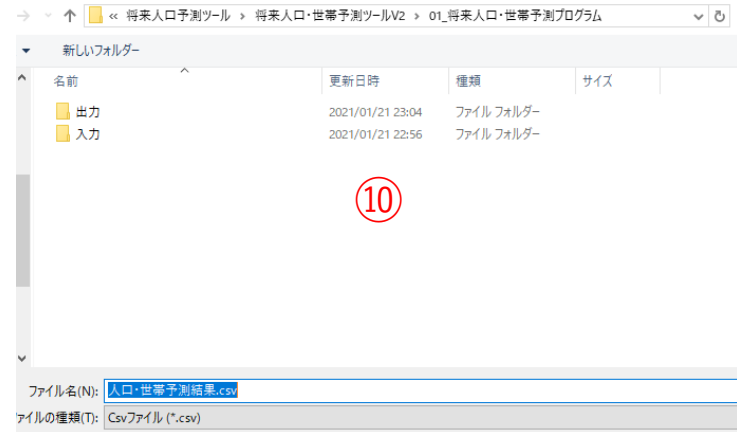 « 将来人口予測ツール › 将来人口・世帯予測ツールV2 › 01_将来人口・世帯予測プログラム
新しいフォルダー
名前 更新日時 種類 サイズ
出力 2021/01/21 23:04 ファイル フォルダー
入力 2021/01/21 22:56 ファイル フォルダー
⑩
ファイル名(N): 人口・世帯予測結果.csv
ァイルの種類(T): Csvファイル (*.csv)